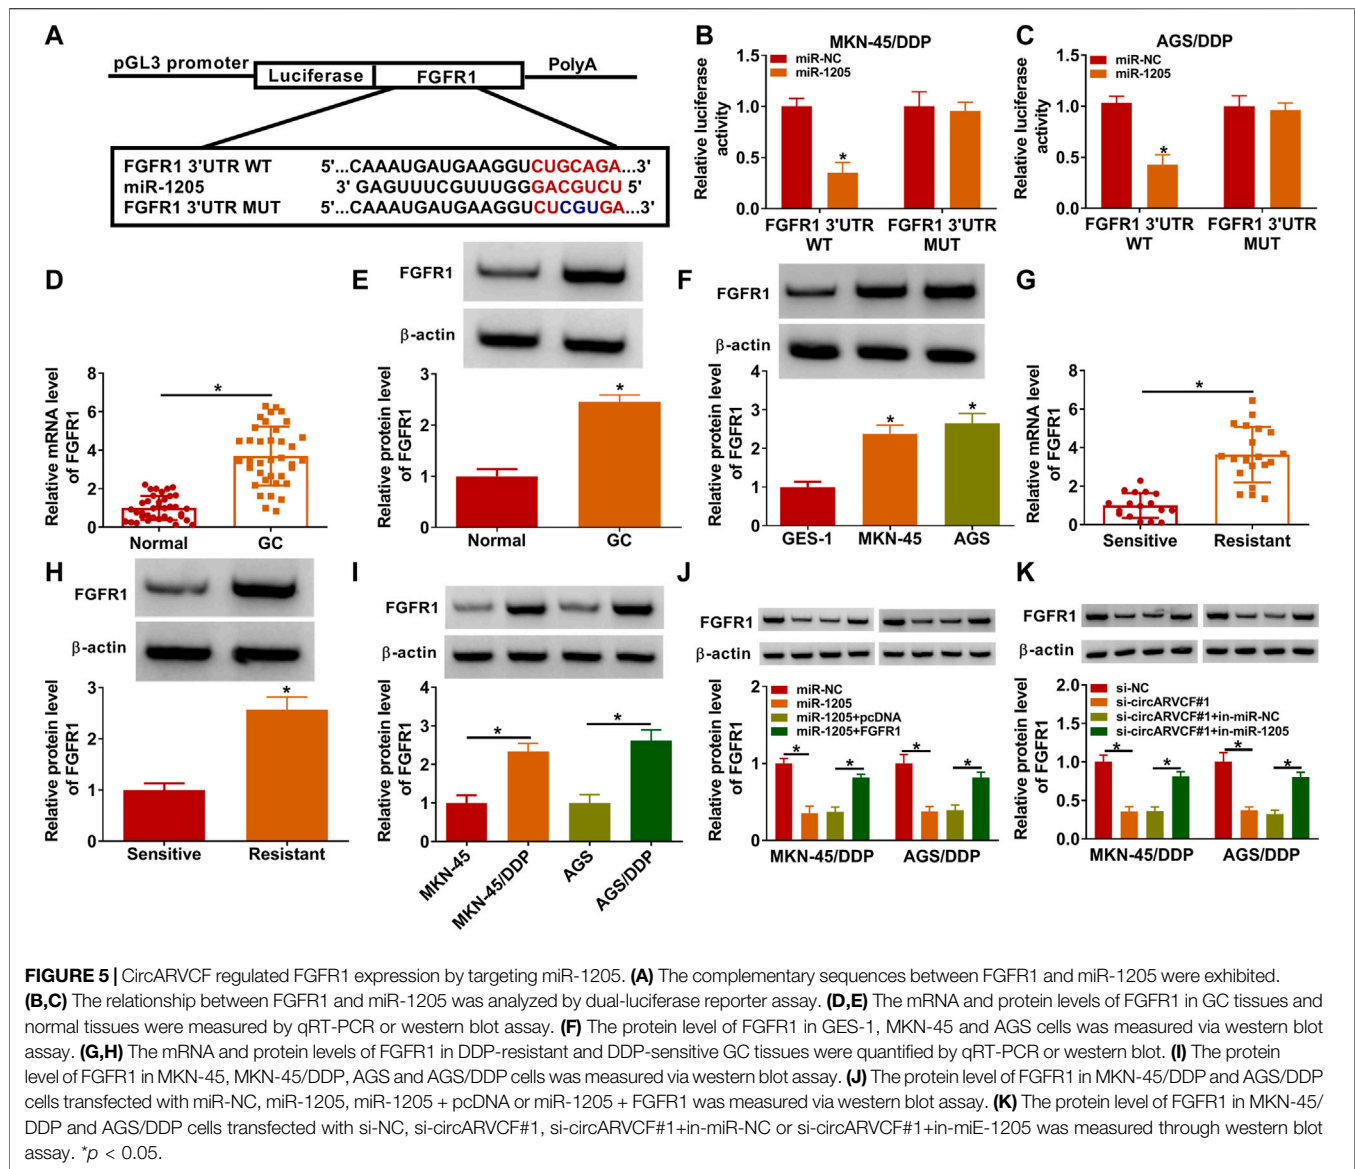 A
pGL3 promoter
Luciferase
FGFR1
PolyA
FGFR1 3'UTR WT 5'...CAAAUGAUGAAGGUCUGCAGA...3'
miR-1205 3' GAGUUUCGUUUGGGACGUCU 5'
FGFR1 3'UTR MUT 5'...CAAAUGAUGAAGGUCUCGUGA...3'
B
MKN-45/DDP
miR-NC
miR-1205
Relative luciferase
activity
1.5
1.0
0.5
0.0
*
FGFR1 3'UTR
WT
FGFR1 3'UTR
MUT
C
AGS/DDP
miR-NC
miR-1205
Relative luciferase
activity
1.5
1.0
0.5
0.0
*
FGFR1 3'UTR
WT
FGFR1 3'UTR
MUT
D
Relative mRNA level
of FGFR1
8
6
4
2
0
*
Normal
GC
E
FGFR1
β-actin
Relative protein level
of FGFR1
3
2
1
0
*
Normal
GC
F
FGFR1
β-actin
Relative protein level
of FGFR1
4
3
2
1
0
*
*
GES-1
MKN-45
AGS
G
Relative mRNA level
of FGFR1
8
6
4
2
0
*
Sensitive
Resistant
H
FGFR1
β-actin
Relative protein level
of FGFR1
3
2
1
0
*
Sensitive
Resistant
I
FGFR1
β-actin
Relative protein level
of FGFR1
4
3
2
1
0
*
*
MKN-45
MKN-45/DDP
AGS
AGS/DDP
J
FGFR1
β-actin
Relative protein level
of FGFR1
2
1
0
miR-NC
miR-1205
miR-1205+pcDNA
miR-1205+FGFR1
*
*
*
*
MKN-45/DDP
AGS/DDP
K
FGFR1
β-actin
Relative protein level
of FGFR1
2.0
1.5
1.0
0.5
0.0
si-NC
si-circARVCF#1
si-circARVCF#1+in-miR-NC
si-circARVCF#1+in-miR-1205
*
*
*
*
MKN-45/DDP
AGS/DDP
FIGURE 5 | CircARVCF regulated FGFR1 expression by targeting miR-1205. (A) The complementary sequences between FGFR1 and miR-1205 were exhibited.
(B,C) The relationship between FGFR1 and miR-1205 was analyzed by dual-luciferase reporter assay. (D,E) The mRNA and protein levels of FGFR1 in GC tissues and
normal tissues were measured by qRT-PCR or western blot assay. (F) The protein level of FGFR1 in GES-1, MKN-45 and AGS cells was measured via western blot
assay. (G,H) The mRNA and protein levels of FGFR1 in DDP-resistant and DDP-sensitive GC tissues were quantified by qRT-PCR or western blot. (I) The protein
level of FGFR1 in MKN-45, MKN-45/DDP, AGS and AGS/DDP cells was measured via western blot assay. (J) The protein level of FGFR1 in MKN-45/DDP and AGS/DDP
cells transfected with miR-NC, miR-1205, miR-1205 + pcDNA or miR-1205 + FGFR1 was measured via western blot assay. (K) The protein level of FGFR1 in MKN-45/
DDP and AGS/DDP cells transfected with si-NC, si-circARVCF#1, si-circARVCF#1+in-miR-NC or si-circARVCF#1+in-miE-1205 was measured through western blot
assay. *p < 0.05.